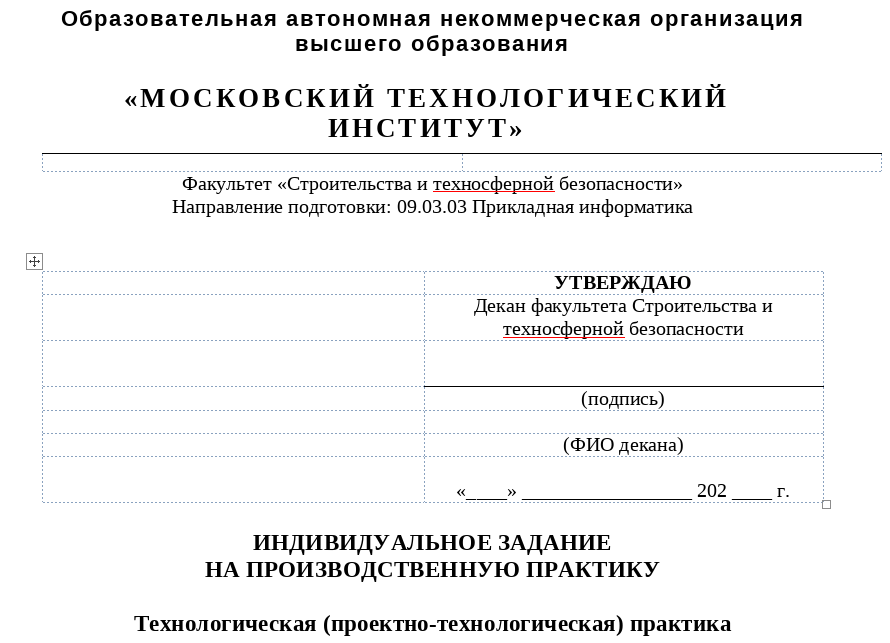 Образовательная автономная некоммерческая организация
высшего образования
«МОСКОВСКИЙ ТЕХНОЛОГИЧЕСКИЙ
ИНСТИТУТ»
Факультет «Строительства и техносферной безопасности»
Направление подготовки: 09.03.03 Прикладная информатика
УТВЕРЖДАЮ
Декан факультета Строительства и
техносферной безопасности
(подпись)
(ФИО декана)
«____» _________________ 202 ____ г.
ИНДИВИДУАЛЬНОЕ ЗАДАНИЕ
НА ПРОИЗВОДСТВЕННУЮ ПРАКТИКУ
Технологическая (проектно-технологическая) практика